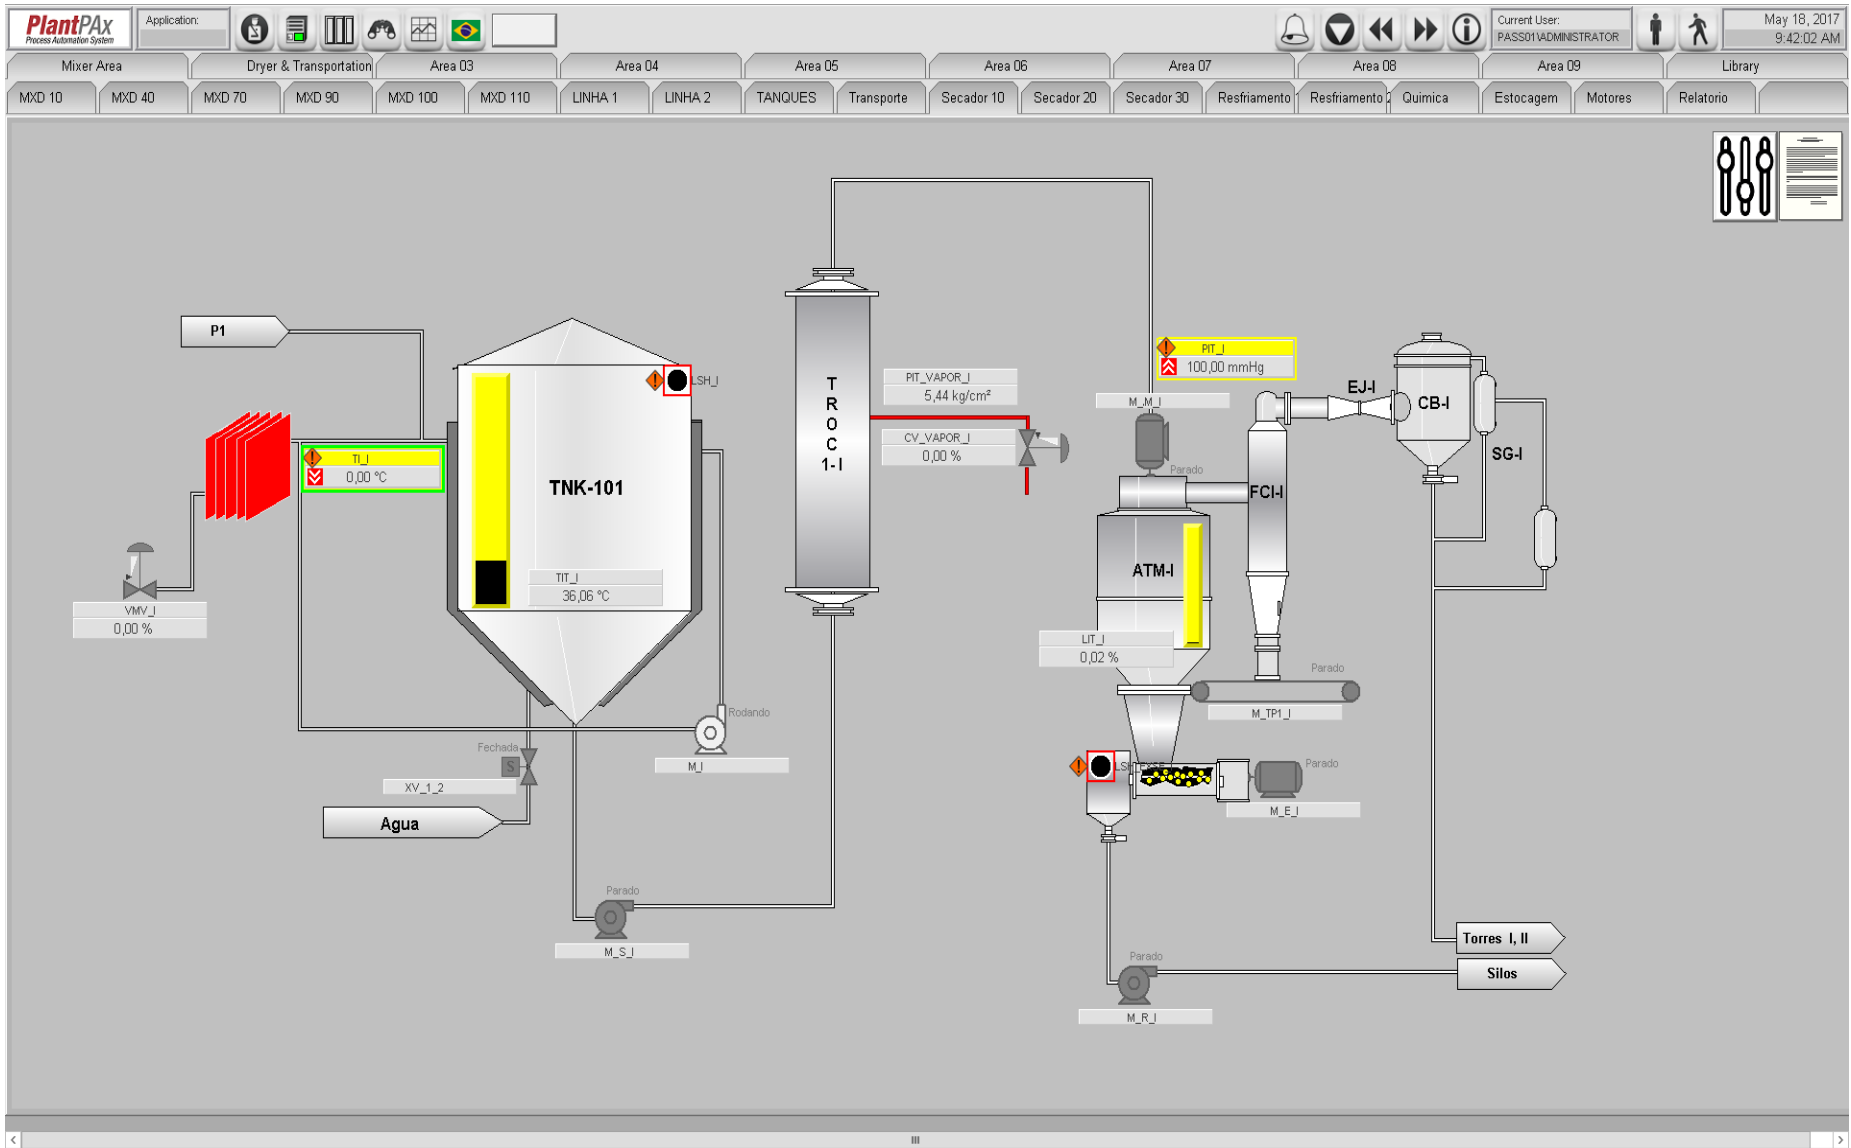 PlantPAx
Process Automation System
Application:
Current User:
PASS01\ADMINISTRATOR
May 18, 2017
9:42:02 AM
Mixer Area
Dryer & Transportation
Area 03
Area 04
Area 05
Area 06
Area 07
Area 08
Area 09
Library
MXD 10
MXD 40
MXD 70
MXD 90
MXD 100
MXD 110
LINHA 1
LINHA 2
TANQUES
Transporte
Secador 10
Secador 20
Secador 30
Resfriamento
Resfriamento
Quimica
Estocagem
Motores
Relatorio
P1
TI_I
0,00 °C
VMV_I
0,00 %
LSH_I
TNK-101
TIT_I
36,06 °C
Rodando
M_I
Fechada
S
XV_1_2
Agua
Parado
M_S_I
TROC
1-I
PIT_VAPOR_I
5,44 kg/cm²
CV_VAPOR_I
0,00 %
PIT_I
100,00 mmHg
M_M_I
Parado
FCI-I
ATM-I
LIT_I
0,02 %
EJ-I
CB-I
SG-I
Parado
M_TP1_I
Parado
M_E_I
Parado
M_R_I
Torres I, II
Silos